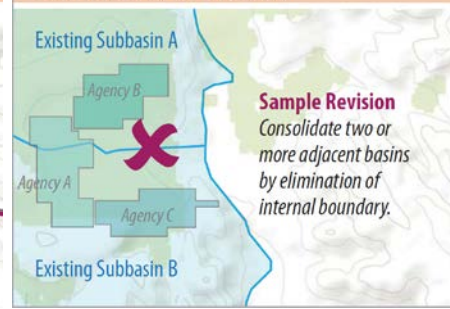 Existing Subbasin A
Agency B
Sample Revision
Consolidate two or
more adjacent basins
by elimination of
internal boundary.
Agency A
Agency C
Existing Subbasin B